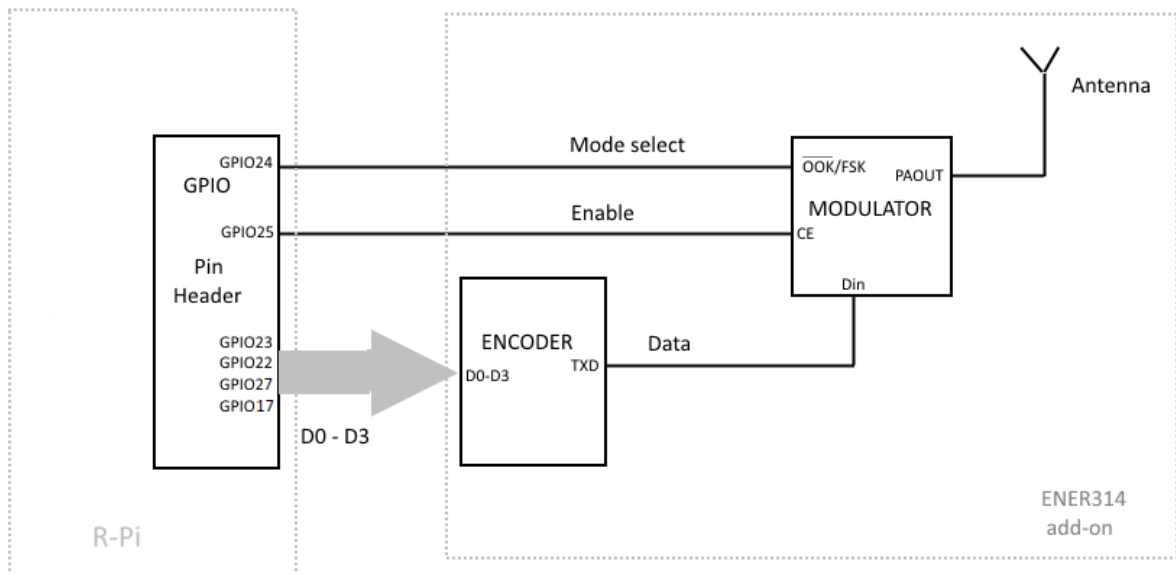 Antenna
Mode select
GPIO24
GPIO
OOK/FSK
PAOUT
MODULATOR
Enable
GPIO25
CE
Pin
Header
Din
GPIO23
GPIO22
GPIO27
GPIO17
D0 - D3
ENCODER
D0-D3
TXD
Data
ENER314
add-on
R-Pi